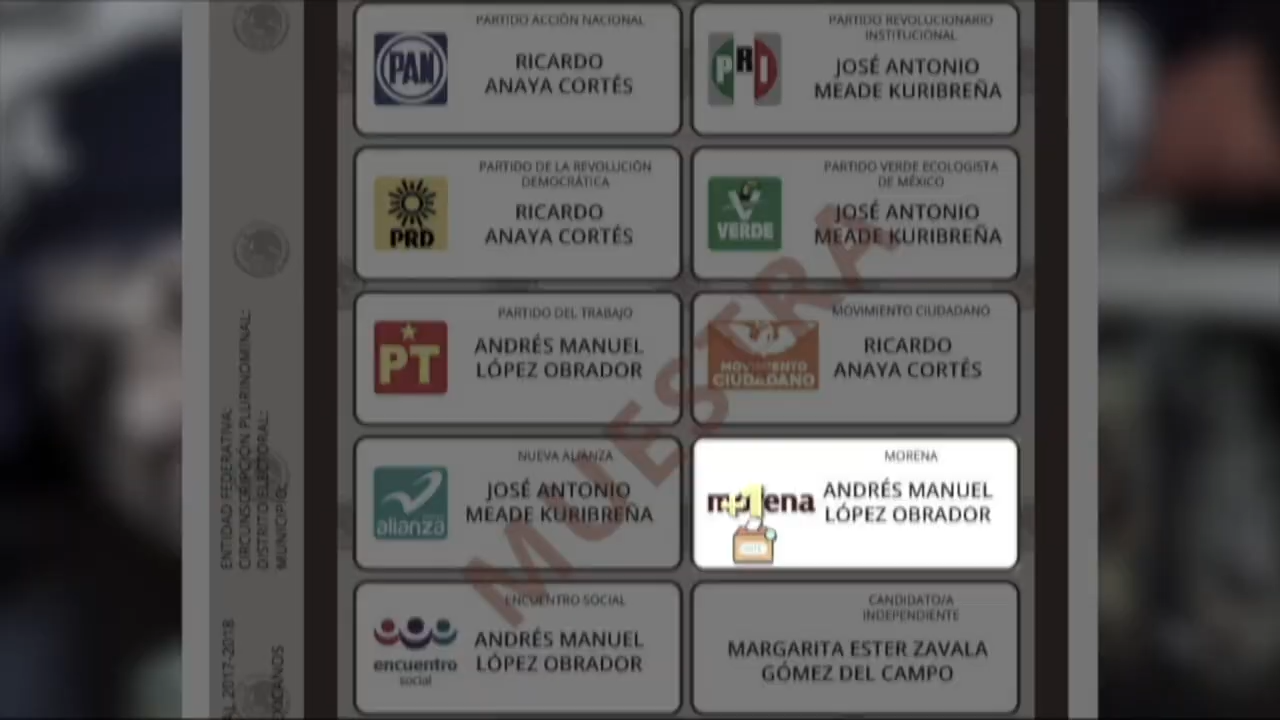 PARTIDO ACCIÓN NACIONAL
PAN
RICARDO
ANAYA CORTÉS
PARTIDO REVOLUCIONARIO
INSTITUCIONAL
PRI
JOSÉ ANTONIO
MEADE KURIBREÑA
PARTIDO DE LA REVOLUCIÓN
DEMOCRÁTICA
PRD
RICARDO
ANAYA CORTÉS
PARTIDO VERDE ECOLOGISTA
DE MÉXICO
VERDE
JOSÉ ANTONIO
MEADE KURIBREÑA
PARTIDO DEL TRABAJO
PT
ANDRÉS MANUEL
LÓPEZ OBRADOR
MOVIMIENTO CIUDADANO
MOVIMIENTO
CIUDADANO
RICARDO
ANAYA CORTÉS
NUEVA ALIANZA
alianza
JOSÉ ANTONIO
MEADE KURIBREÑA
MORENA
morena
ANDRÉS MANUEL
LÓPEZ OBRADOR
ENCUENTRO SOCIAL
encuentro
social
ANDRÉS MANUEL
LÓPEZ OBRADOR
CANDIDATO/A
INDEPENDIENTE
MARGARITA ESTER ZAVALA
GÓMEZ DEL CAMPO
MUESTRA
ENTIDAD FEDERATIVA:
CIRCUNSCRIPCIÓN PLURINOMINAL:
DISTRITO ELECTORAL:
MUNICIPIO:
2017-2018